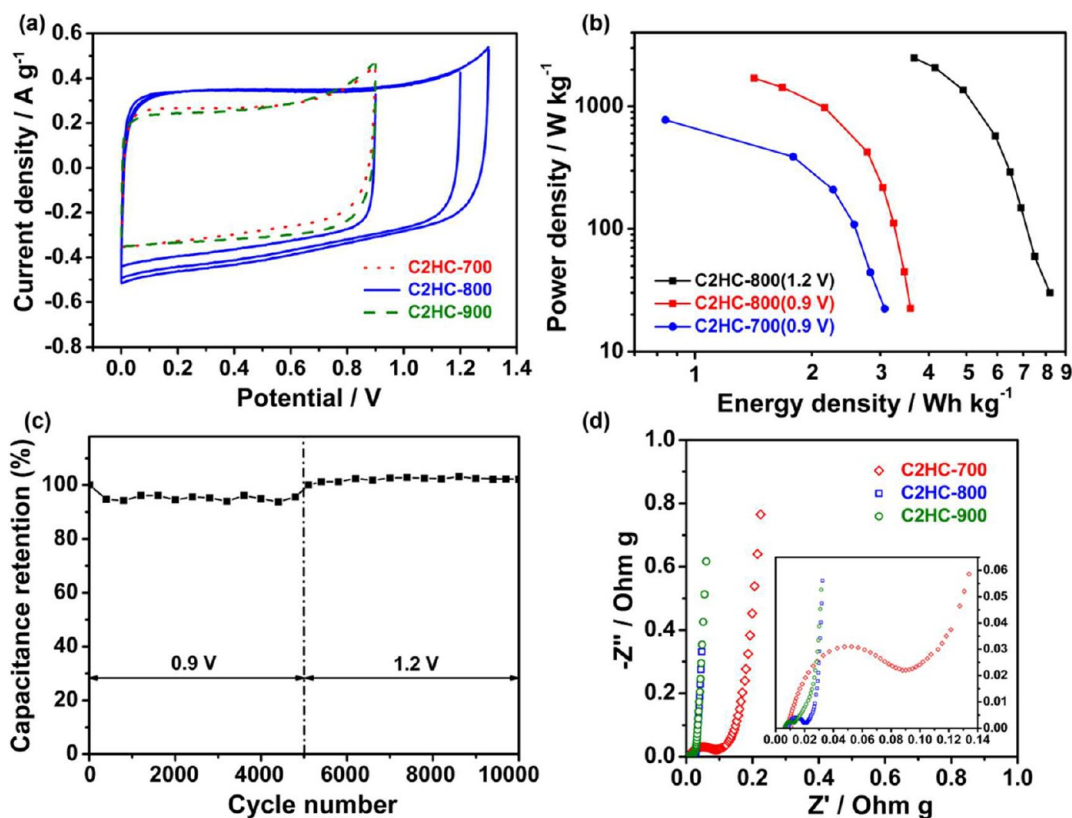 (a)
Current density / A g-1
0.6
0.4
0.2
0.0
-0.2
-0.4
-0.6
-0.8
C2HC-700
C2HC-800
C2HC-900
0.0 0.2 0.4 0.6 0.8 1.0 1.2 1.4
Potential / V
(b)
Power density / W kg-1
1000
100
10
C2HC-800(1.2 V)
C2HC-800(0.9 V)
C2HC-700(0.9 V)
1 2 3 4 5 6 7 8 9
Energy density / Wh kg-1
(c)
Capacitance retention (%)
100
80
60
40
20
0
0.9 V 1.2 V
0 2000 4000 6000 8000 10000
Cycle number
(d)
-Z" / Ohm g
1.0
0.8
0.6
0.4
0.2
0.0
C2HC-700
C2HC-800
C2HC-900
0.06
0.05
0.04
0.03
0.02
0.01
0.00
0.00 0.02 0.04 0.06 0.08 0.10 0.12 0.14
0.0 0.2 0.4 0.6 0.8 1.0
Z' / Ohm g